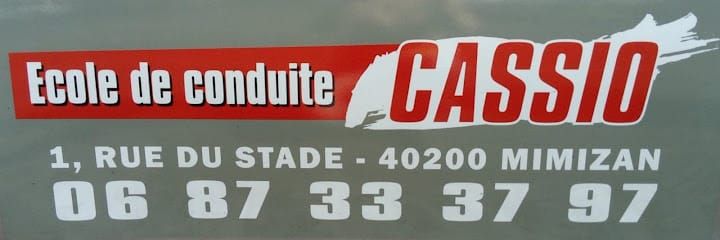 Ecole de conduite CASSIO
1, RUE DU STADE - 40200 MIMIZAN
06 87 33 37 97